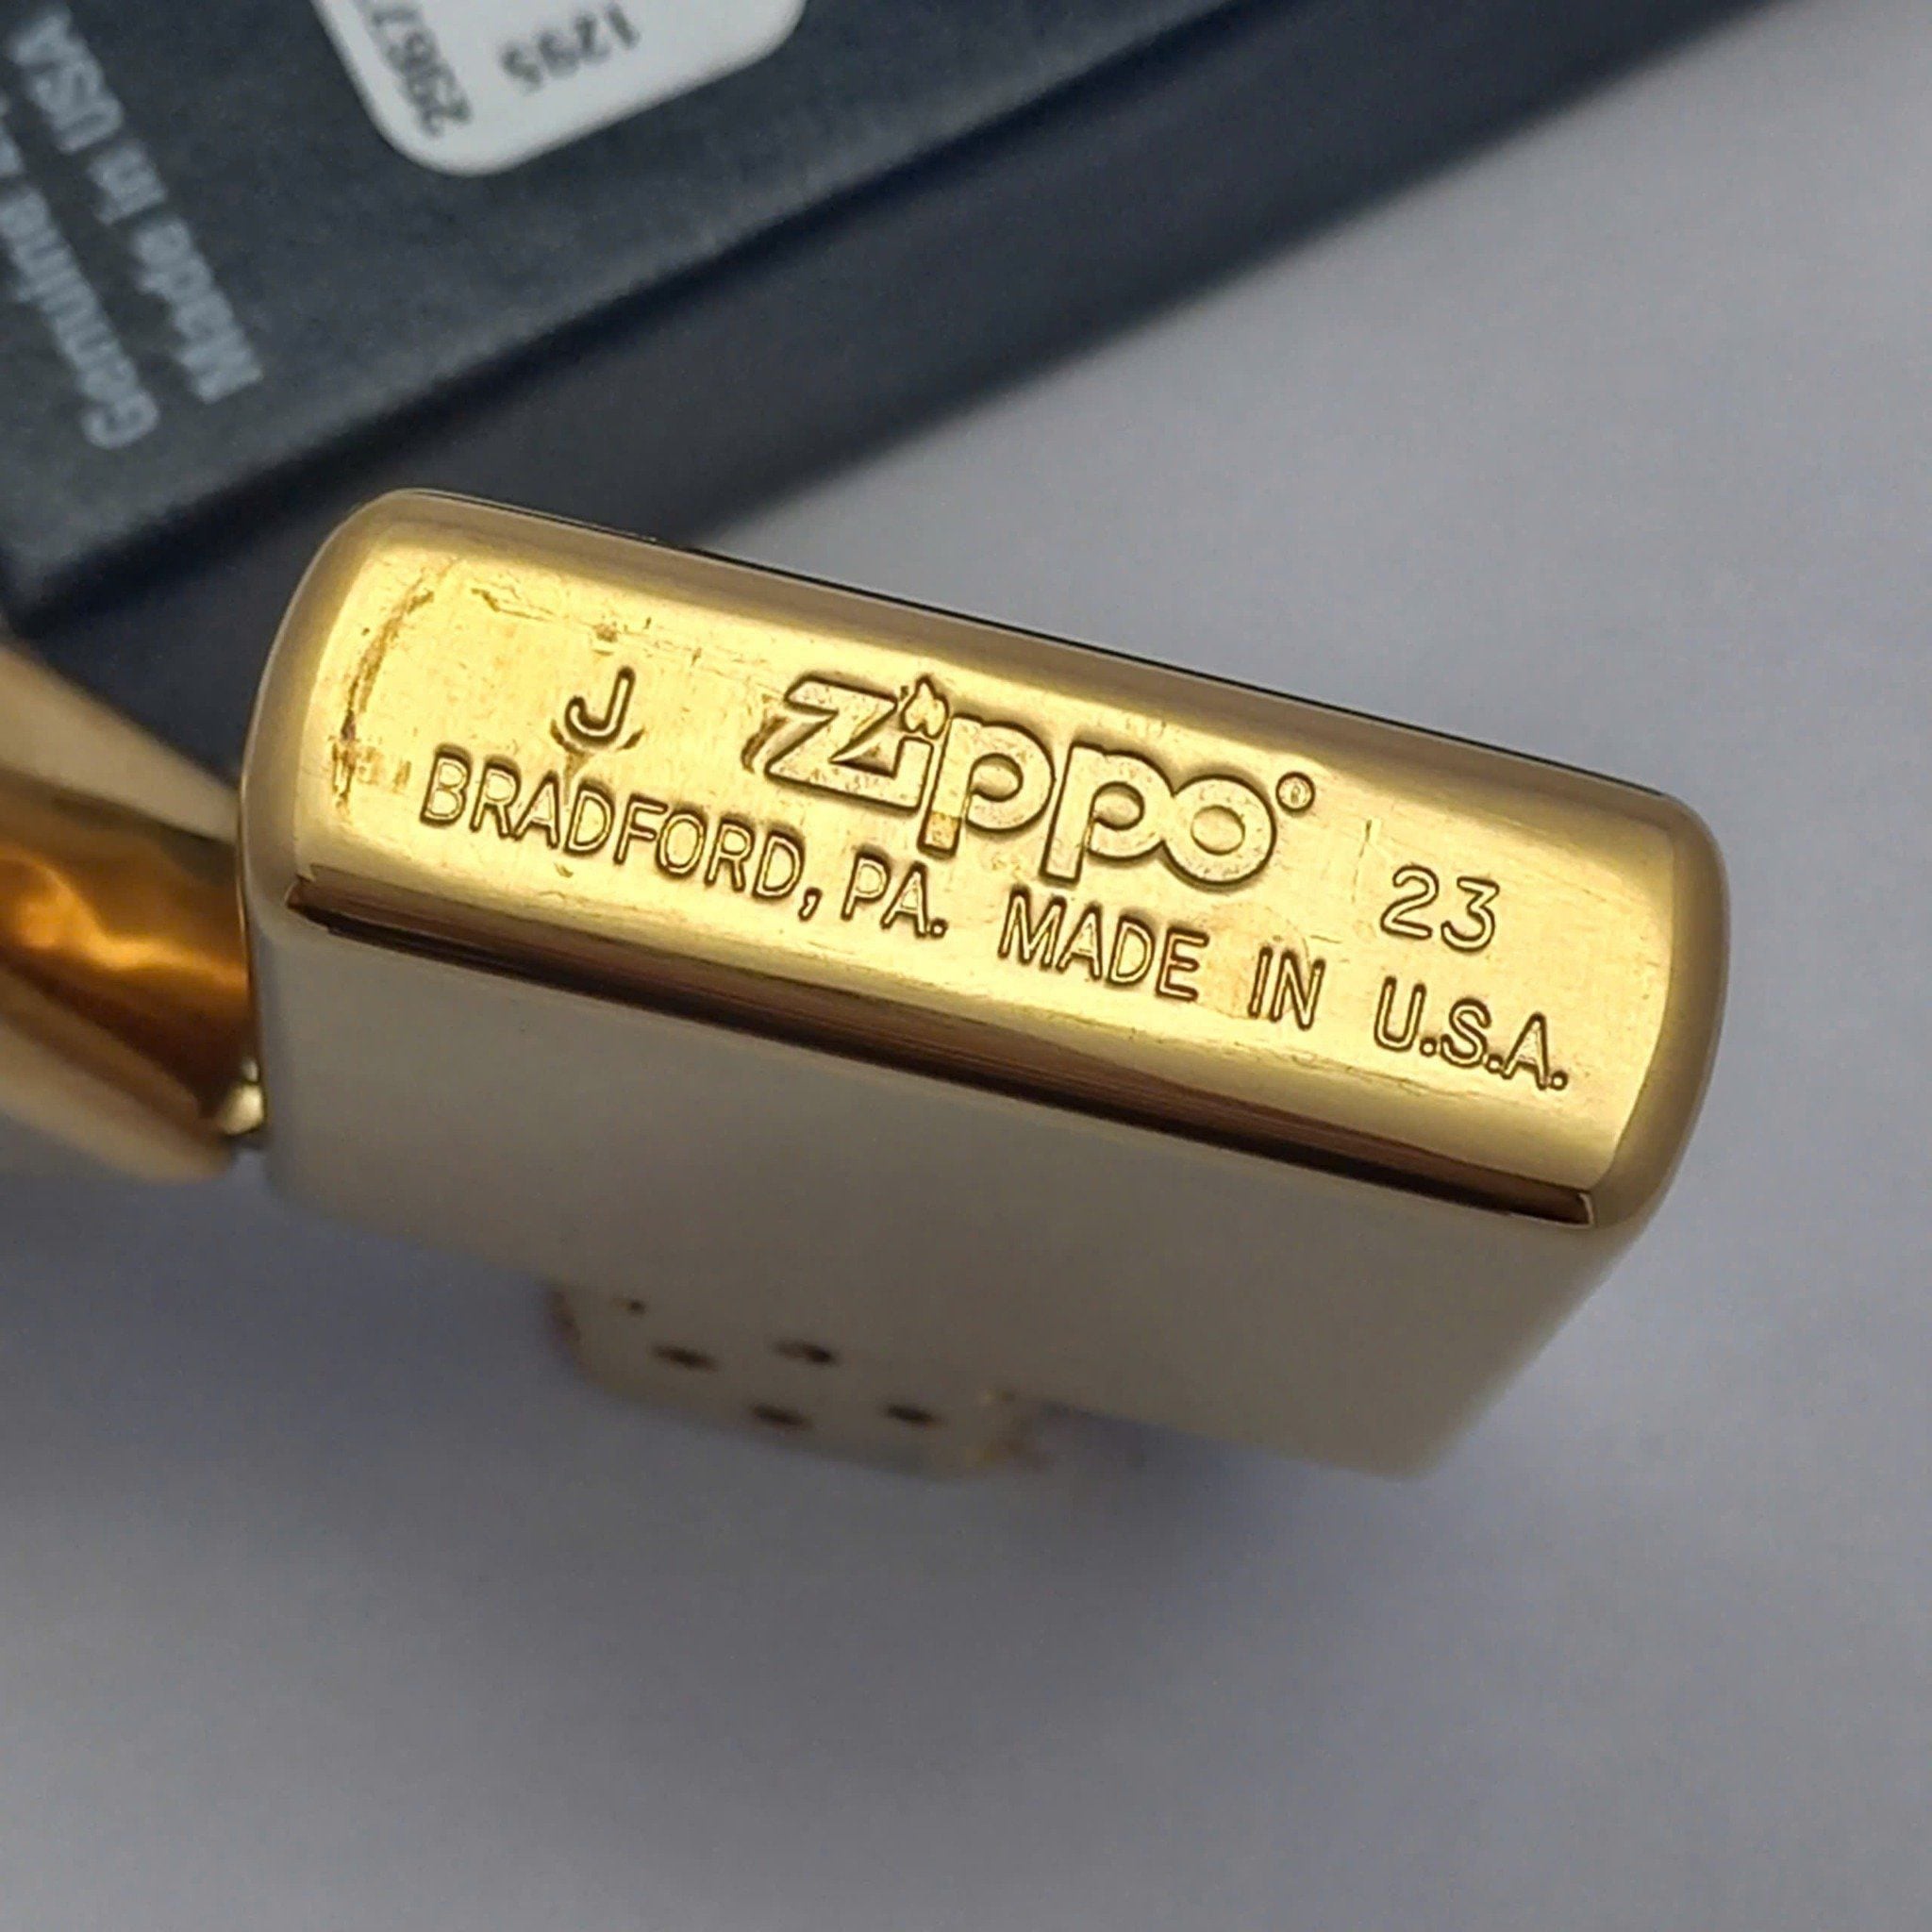 Genuine
Made in USA
1295
J Zippo® 23
BRADFORD, PA. MADE IN U.S.A.